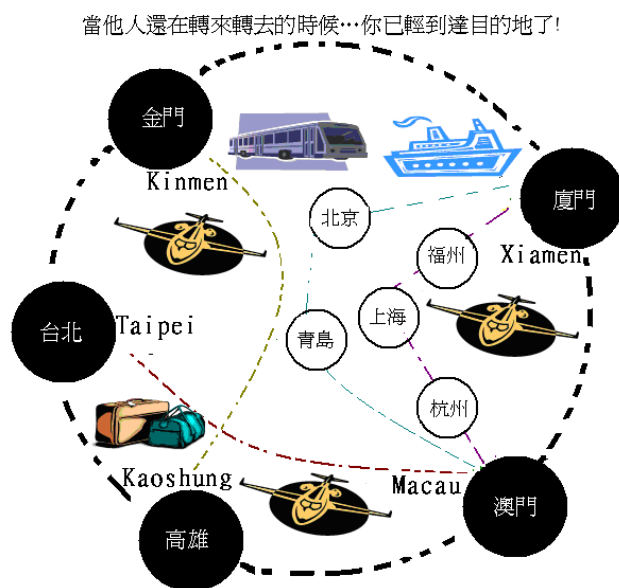 當他人還在轉來轉去的時候…你已輕到達目的地了!
金門
Kinmen
北京
廈門
福州
Xiamen
台北
Taipei
上海
青島
杭州
Kaoshung
Macau
高雄
澳門